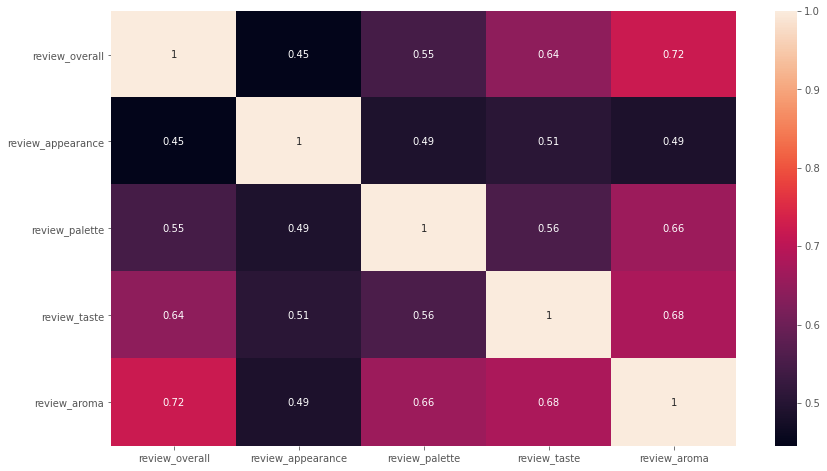 review_overall 1 0.45 0.55 0.64 0.72
review_appearance 0.45 1 0.49 0.51 0.49
review_palette 0.55 0.49 1 0.56 0.66
review_taste 0.64 0.51 0.56 1 0.68
review_aroma 0.72 0.49 0.66 0.68 1
review_overall review_appearance review_palette review_taste review_aroma
1.0
0.9
0.8
0.7
0.6
0.5